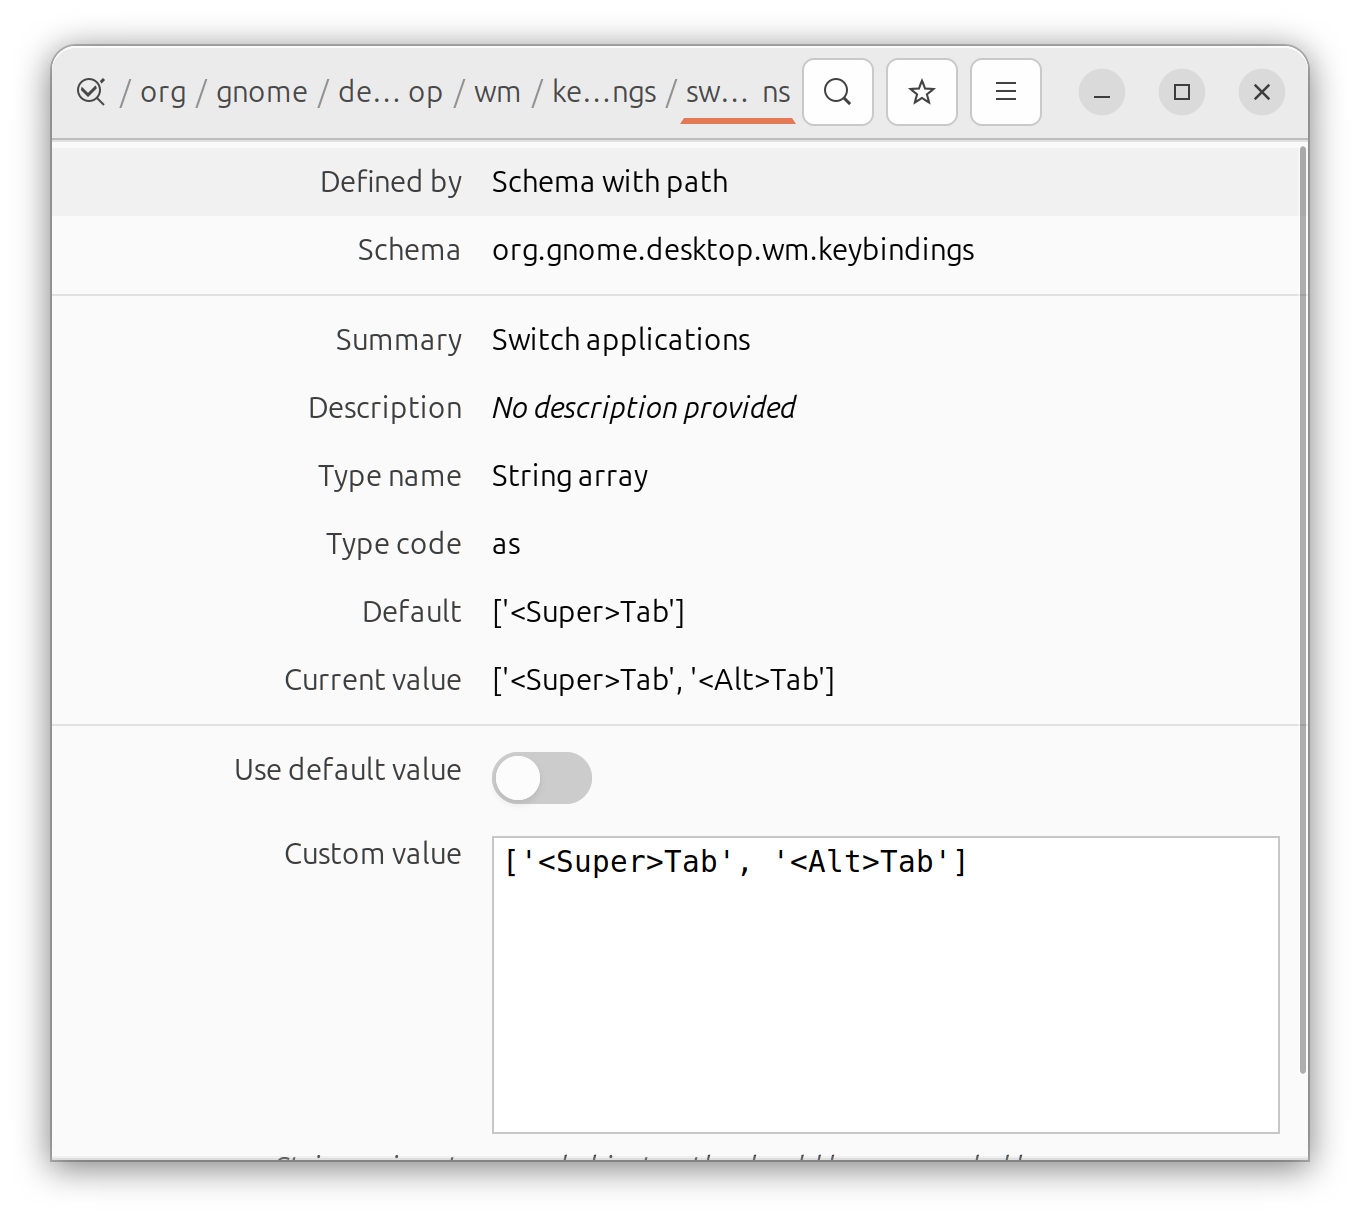 / org / gnome / de… op / wm / ke…ngs / sw… ns
Defined by Schema with path
Schema org.gnome.desktop.wm.keybindings
Summary Switch applications
Description No description provided
Type name String array
Type code as
Default ['<Super>Tab']
Current value ['<Super>Tab', '<Alt>Tab']
Use default value
Custom value ['<Super>Tab', '<Alt>Tab']